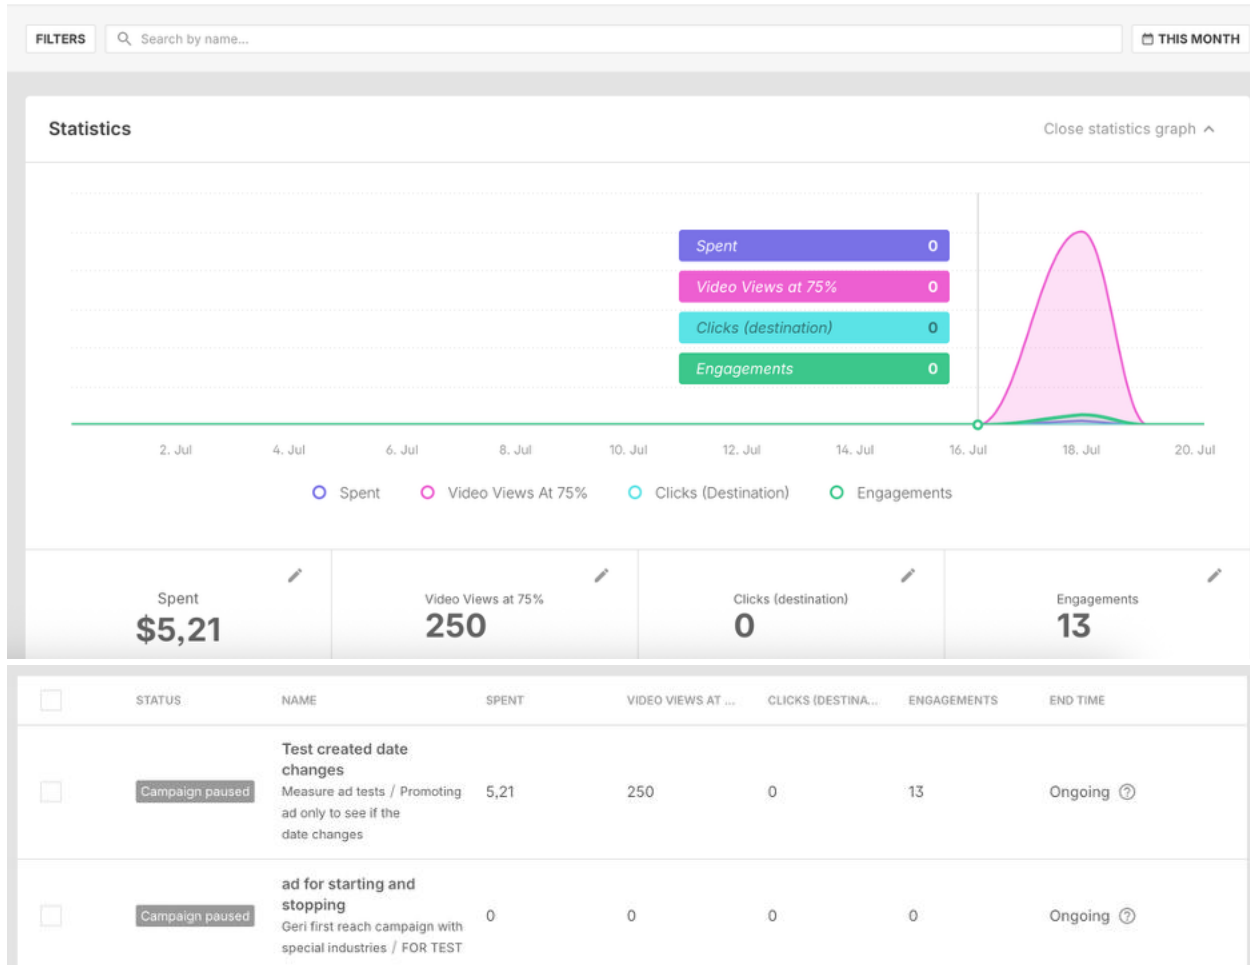 FILTERS
Search by name...
THIS MONTH
Statistics
Close statistics graph
Spent 0
Video Views at 75% 0
Clicks (destination) 0
Engagements 0
2. Jul 4. Jul 6. Jul 8. Jul 10. Jul 12. Jul 14. Jul 16. Jul 18. Jul 20. Jul
Spent Video Views At 75% Clicks (Destination) Engagements
Spent
$5,21
Video Views at 75%
250
Clicks (destination)
0
Engagements
13
STATUS NAME SPENT VIDEO VIEWS AT ... CLICKS (DESTINA... ENGAGEMENTS END TIME
Campaign paused
Test created date
changes
Measure ad tests / Promoting
ad only to see if the
date changes
5,21 250 0 13 Ongoing
Campaign paused
ad for starting and
stopping
Geri first reach campaign with
special industries / FOR TEST
0 0 0 0 Ongoing